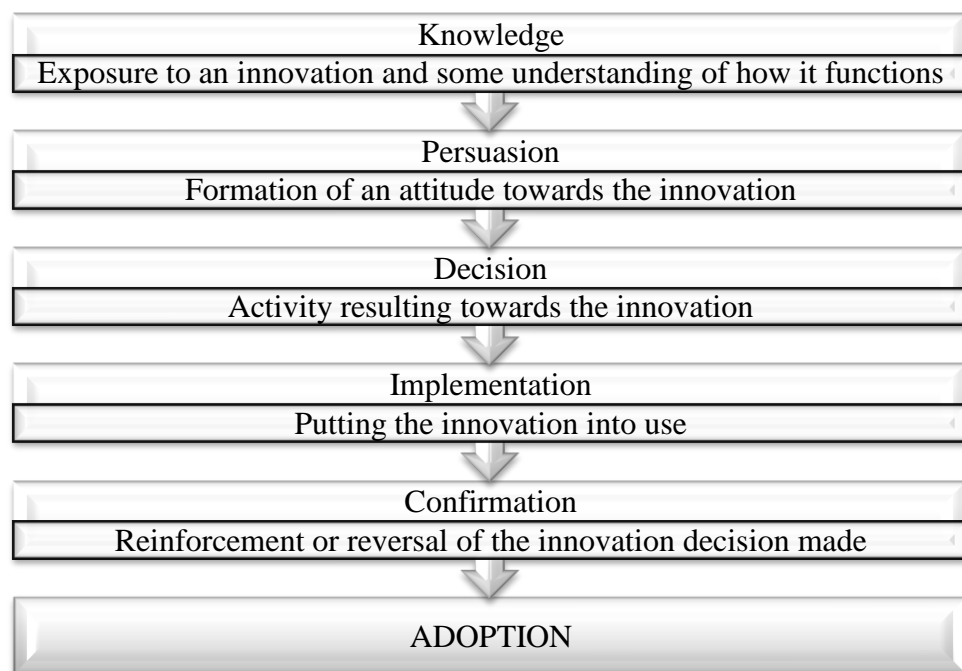 Knowledge
Exposure to an innovation and some understanding of how it functions
Persuasion
Formation of an attitude towards the innovation
Decision
Activity resulting towards the innovation
Implementation
Putting the innovation into use
Confirmation
Reinforcement or reversal of the innovation decision made
ADOPTION